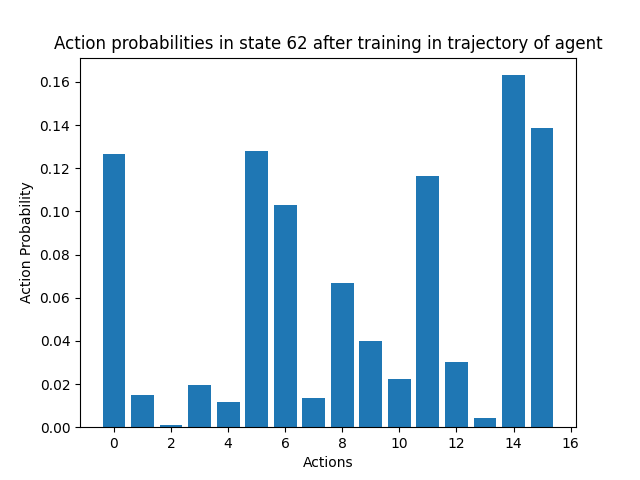 Action probabilities in state 62 after training in trajectory of agent
0.16
0.14
0.12
0.10
0.08
0.06
0.04
0.02
0.00
Action Probability
0 2 4 6 8 10 12 14 16
Actions